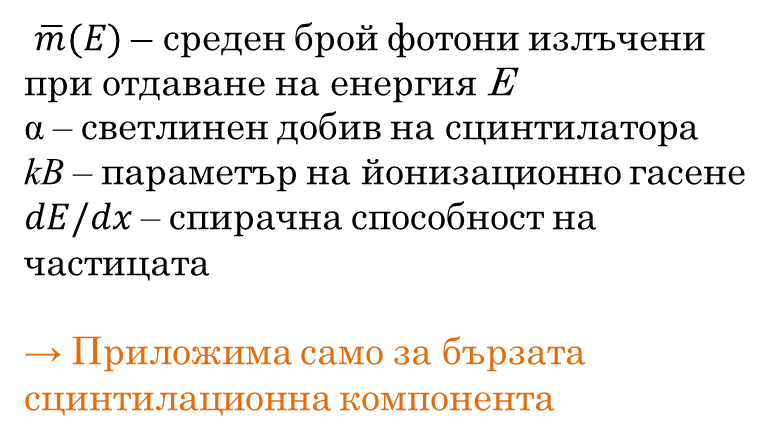 m̅(E) – среден брой фотони излъчени
при отдаване на енергия E
α – светлинен добив на сцинтилатора
kB – параметър на йонизационно гасене
dE/dx – спирачна способност на
частицата
→ Приложима само за бързата
сцинтилационна компонента